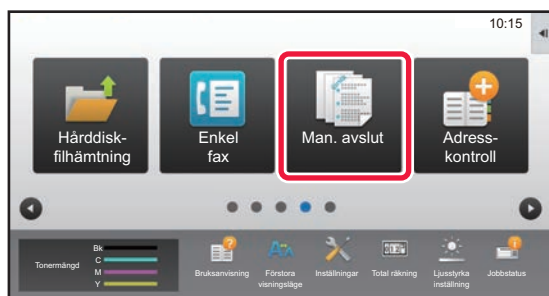 10:15
Hårddisk-
filhämtning
Enkel
fax
Man. avslut
Adress-
kontroll
Tonermängd
Bk
C
M
Y
Bruksanvisning
Förstora
visningsläge
Inställningar
Total räkning
Ljusstyrka
inställning
Jobbstatus